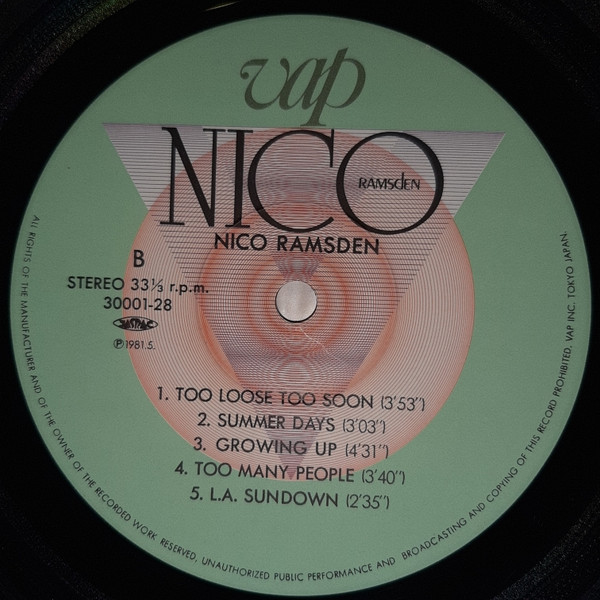 vap
NICO
RAMSdEN
NICO RAMSDEN
B
STEREO 33⅓ r.p.m.
30001-28
JASRAC
Ⓟ1981.5.
1. TOO LOOSE TOO SOON (3'53")
2. SUMMER DAYS (3'03")
3. GROWING UP (4'31")
4. TOO MANY PEOPLE (3'40")
5. L.A. SUNDOWN (2'35")
ALL RIGHTS OF THE MANUFACTURER AND OF THE OWNER OF THE RECORDED WORK RESERVED, UNAUTHORIZED PUBLIC PERFORMANCE AND BROADCASTING AND COPYING OF THIS RECORD PROHIBITED. VAP INC. TOKYO JAPAN.